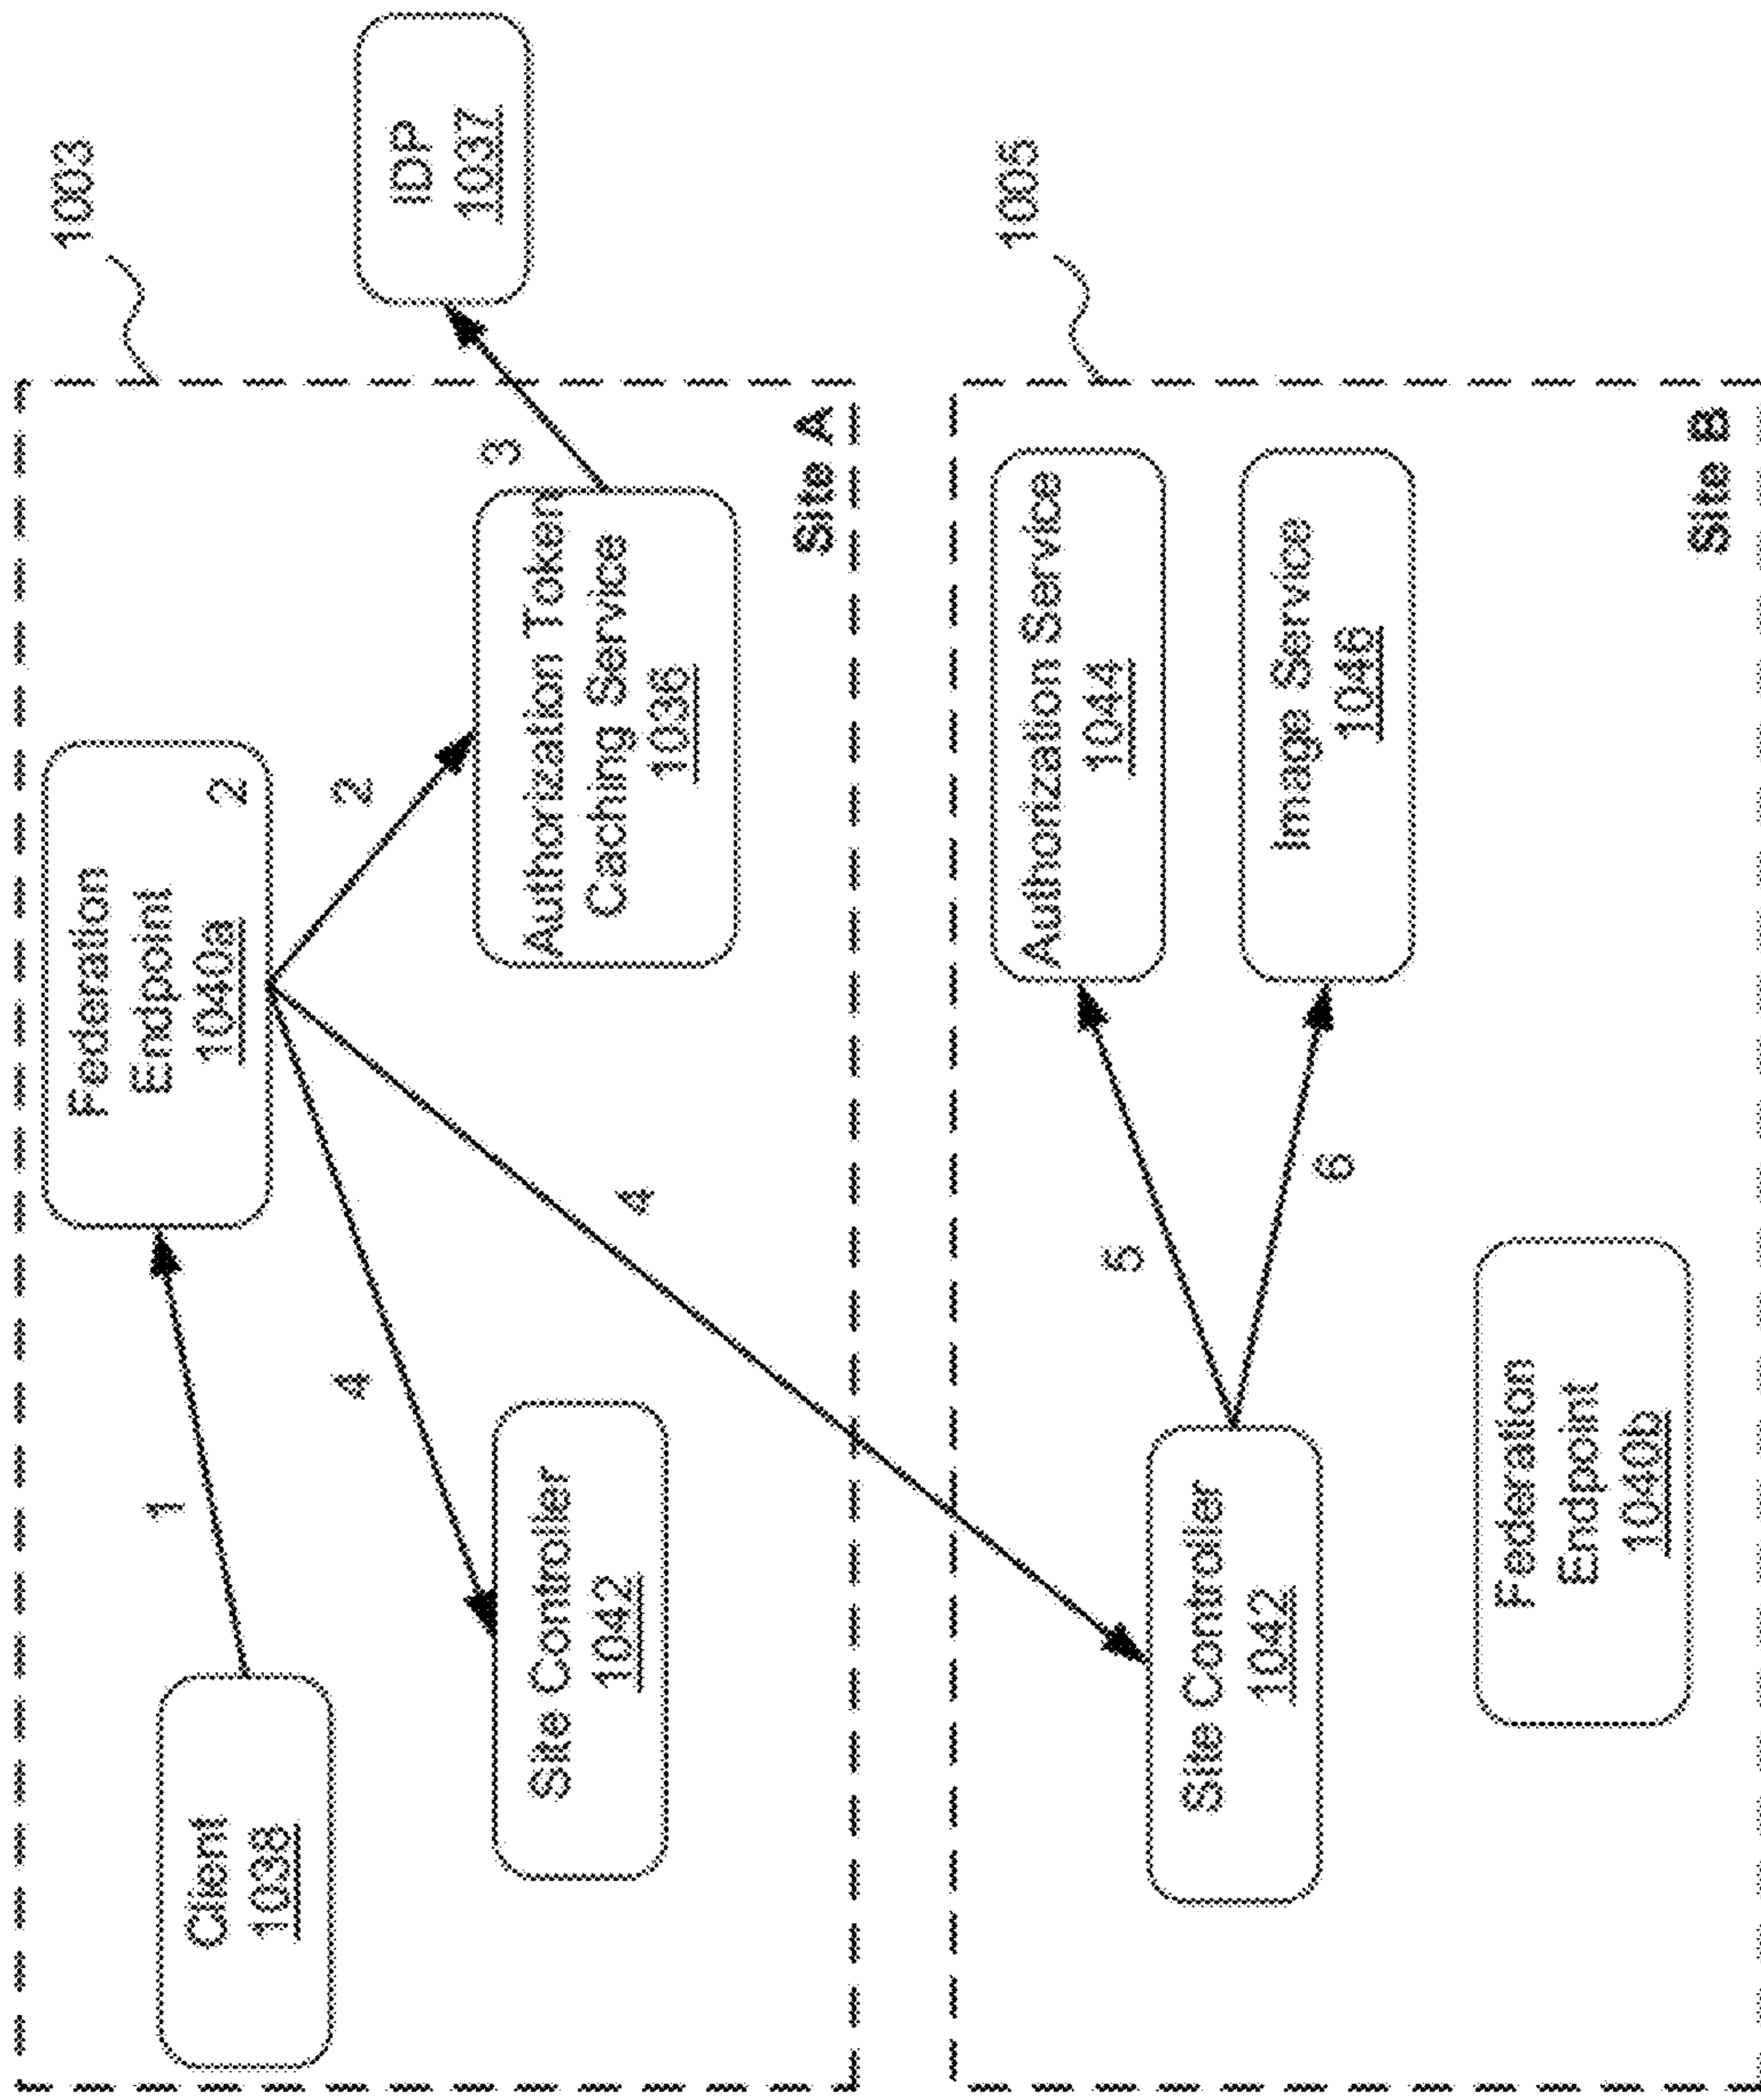 1003
Federation
Endpoint
1040a
2
1
2
Client
1038
4
Site Controller
1042
3
Authorization Token
Caching Service
1036
IDP
1037
4
Site A
1005
Authorization Service
1044
5
Site Controller
1042
6
Image Service
1046
Federation
Endpoint
1040b
Site B